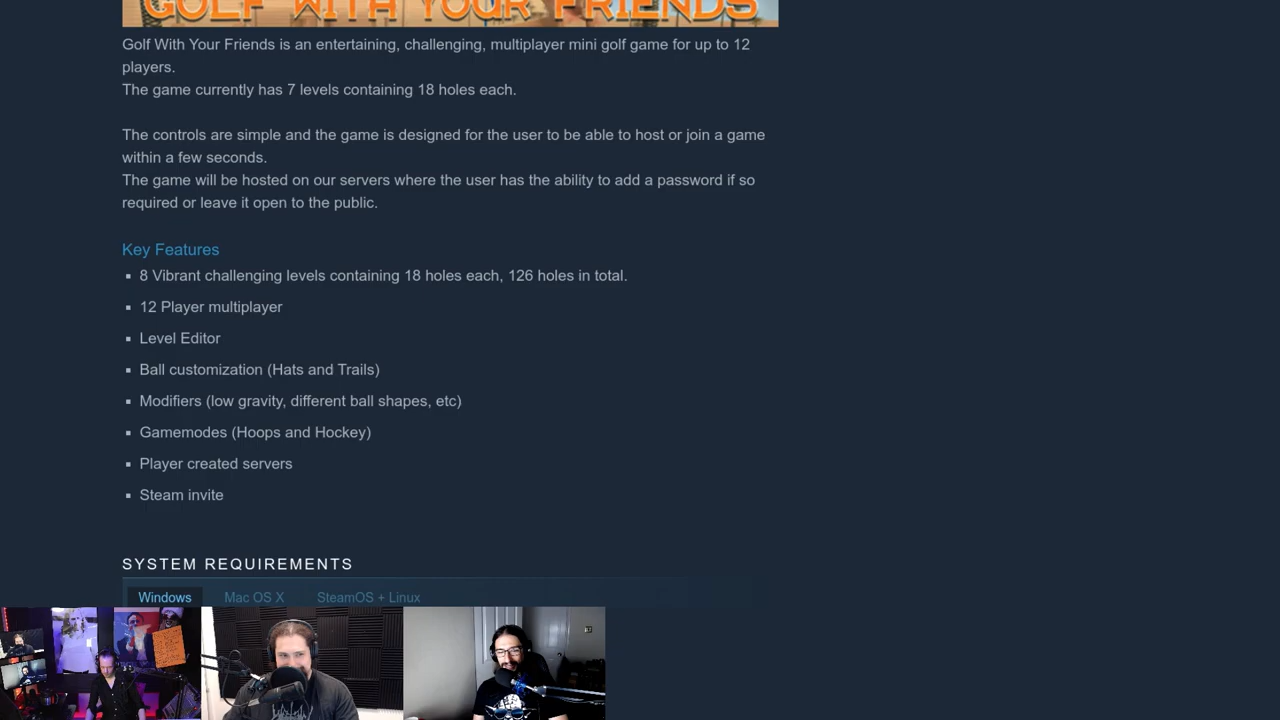 GOLF WITH YOUR FRIENDS
Golf With Your Friends is an entertaining, challenging, multiplayer mini golf game for up to 12
players.
The game currently has 7 levels containing 18 holes each.
The controls are simple and the game is designed for the user to be able to host or join a game
within a few seconds.
The game will be hosted on our servers where the user has the ability to add a password if so
required or leave it open to the public.
Key Features
8 Vibrant challenging levels containing 18 holes each, 126 holes in total.
12 Player multiplayer
Level Editor
Ball customization (Hats and Trails)
Modifiers (low gravity, different ball shapes, etc)
Gamemodes (Hoops and Hockey)
Player created servers
Steam invite
SYSTEM REQUIREMENTS
Windows Mac OS X SteamOS + Linux